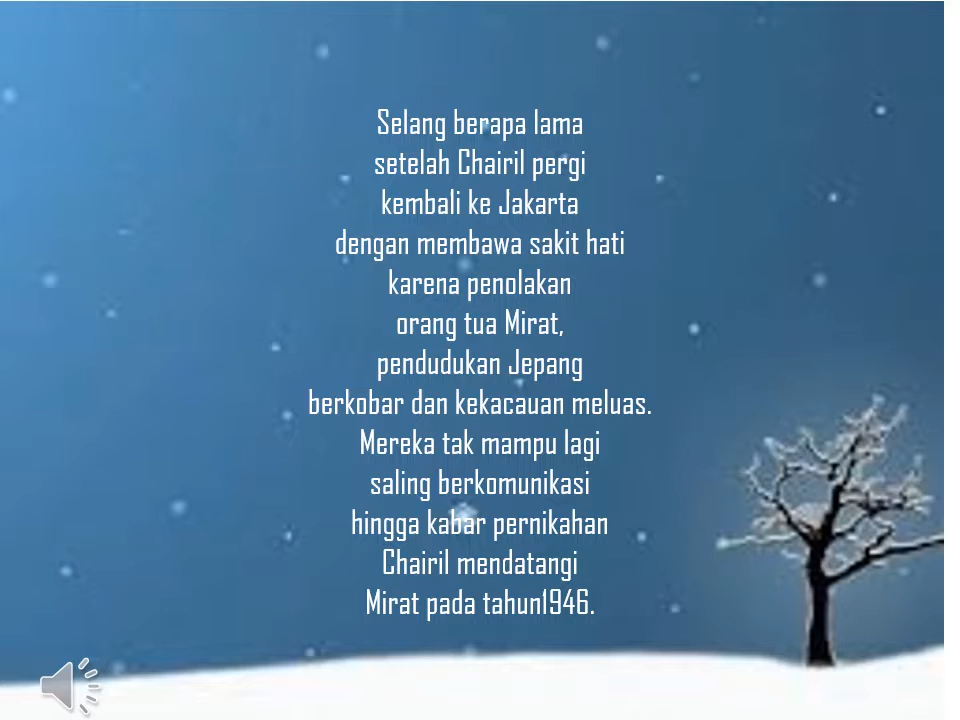 Selang berapa lama
setelah Chairil pergi
kembali ke Jakarta
dengan membawa sakit hati
karena penolakan
orang tua Mirat,
pendudukan Jepang
berkobar dan kekacauan meluas.
Mereka tak mampu lagi
saling berkomunikasi
hingga kabar pernikahan
Chairil mendatangi
Mirat pada tahun1946.